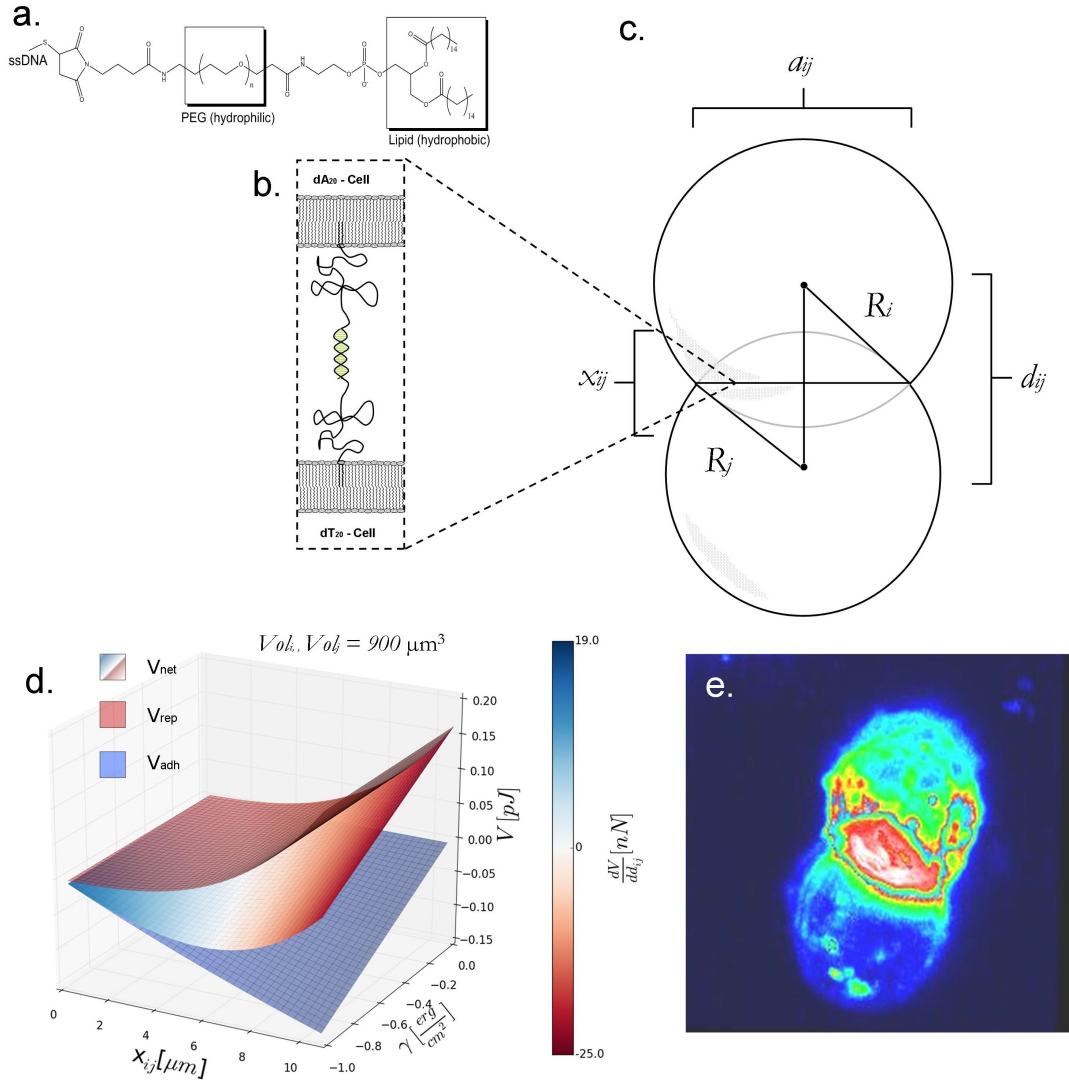 a.
O
O
ssDNA
S
N
O
O
N
H
O
n
O
N
H
O
O
P
O
O-
O
O
O
O
14
14
PEG (hydrophilic)
Lipid (hydrophobic)
b.
dA20 - Cell
dT20 - Cell
c.
aij
Ri
xij
dij
Rj
d.
Voli, Volj = 900 μm³
Vnet
Vrep
Vadh
0.20
0.15
0.10
0.05
0.00
−0.05
−0.10
−0.15
V [pJ]
0.0
−0.2
−0.4
−0.6
−0.8
−1.0
γ [erg/cm²]
0
2
4
6
8
10
xij[μm]
19.0
0
-25.0
dV/ddij [nN]
e.